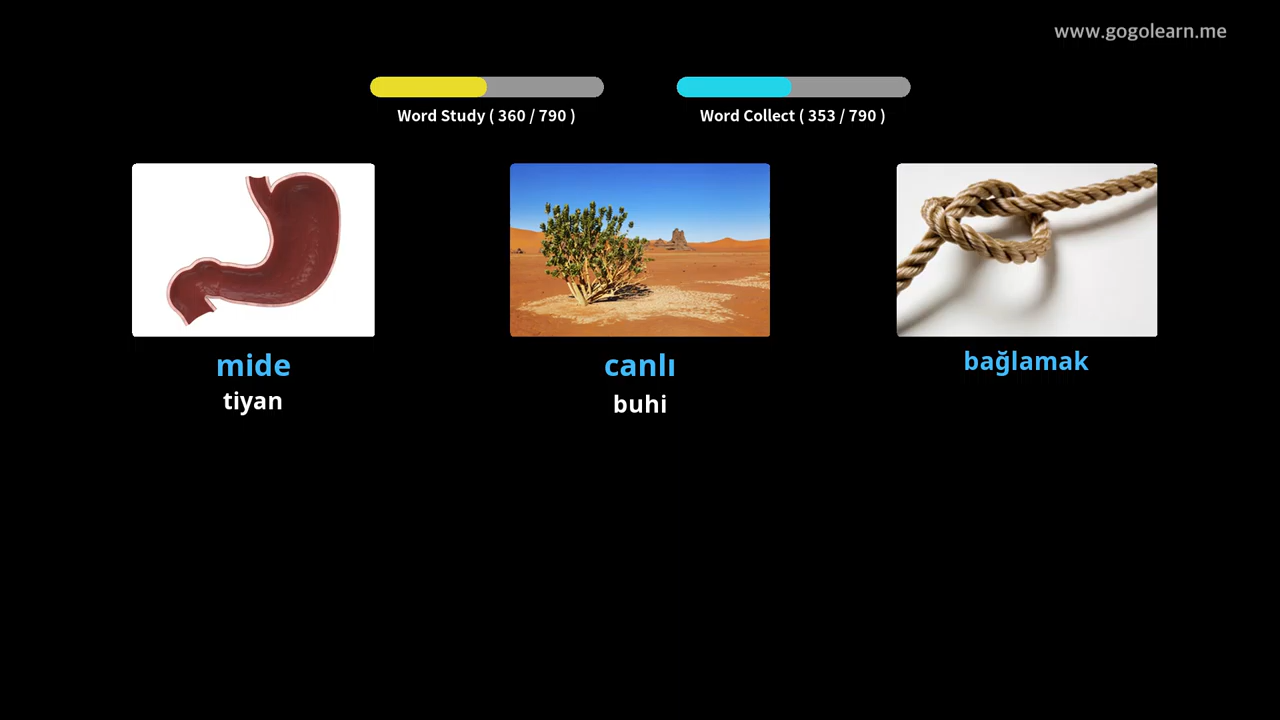 www.gogolearn.me
Word Study ( 360 / 790 )
Word Collect ( 353 / 790 )
mide
tiyan
canlı
buhi
bağlamak